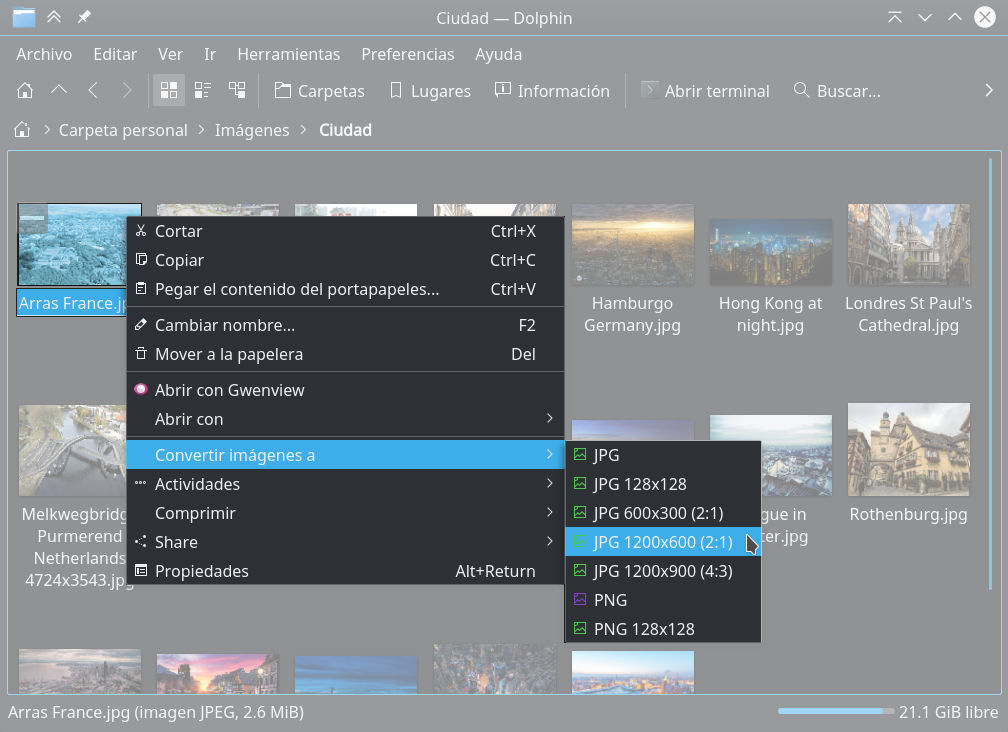 Ciudad — Dolphin
Archivo Editar Ver Ir Herramientas Preferencias Ayuda
Carpetas Lugares Información Abrir terminal Buscar...
Carpeta personal Imágenes Ciudad
Arras France.jp
Hamburgo
Germany.jpg
Hong Kong at
night.jpg
Londres St Paul's
Cathedral.jpg
Cortar Ctrl+X
Copiar Ctrl+C
Pegar el contenido del portapapeles... Ctrl+V
Cambiar nombre... F2
Mover a la papelera Del
Abrir con Gwenview
Abrir con
Convertir imágenes a
Actividades
Comprimir
Share
Propiedades Alt+Return
JPG
JPG 128x128
JPG 600x300 (2:1)
JPG 1200x600 (2:1)
JPG 1200x900 (4:3)
PNG
PNG 128x128
Melkwegbridg
Purmerend
Netherlands
4724x3543.jpg
gue in
ter.jpg
Rothenburg.jpg
Arras France.jpg (imagen JPEG, 2.6 MiB) 21.1 GiB libre